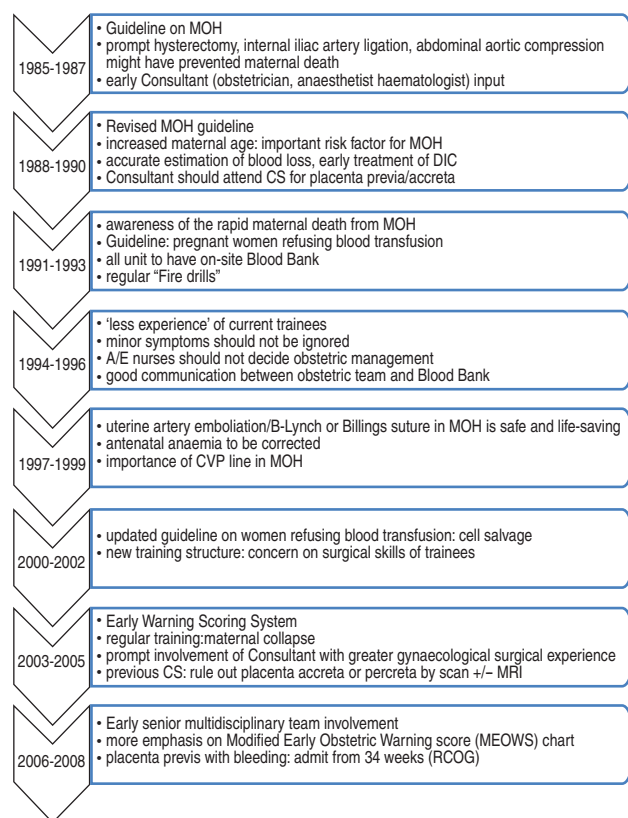 1985-1987
• Guideline on MOH
• prompt hysterectomy, internal iliac artery ligation, abdominal aortic compression
might have prevented maternal death
• early Consultant (obstetrician, anaesthetist haematologist) input
1988-1990
• Revised MOH guideline
• increased maternal age: important risk factor for MOH
• accurate estimation of blood loss, early treatment of DIC
• Consultant should attend CS for placenta previa/accreta
1991-1993
• awareness of the rapid maternal death from MOH
• Guideline: pregnant women refusing blood transfusion
• all unit to have on-site Blood Bank
• regular “Fire drills”
1994-1996
• ‘less experience’ of current trainees
• minor symptoms should not be ignored
• A/E nurses should not decide obstetric management
• good communication between obstetric team and Blood Bank
1997-1999
• uterine artery emboliation/B-Lynch or Billings suture in MOH is safe and life-saving
• antenatal anaemia to be corrected
• importance of CVP line in MOH
2000-2002
• updated guideline on women refusing blood transfusion: cell salvage
• new training structure: concern on surgical skills of trainees
2003-2005
• Early Warning Scoring System
• regular training:maternal collapse
• prompt involvement of Consultant with greater gynaecological surgical experience
• previous CS: rule out placenta accreta or percreta by scan +/– MRI
2006-2008
• Early senior multidisciplinary team involvement
• more emphasis on Modified Early Obstetric Warning score (MEOWS) chart
• placenta previs with bleeding: admit from 34 weeks (RCOG)